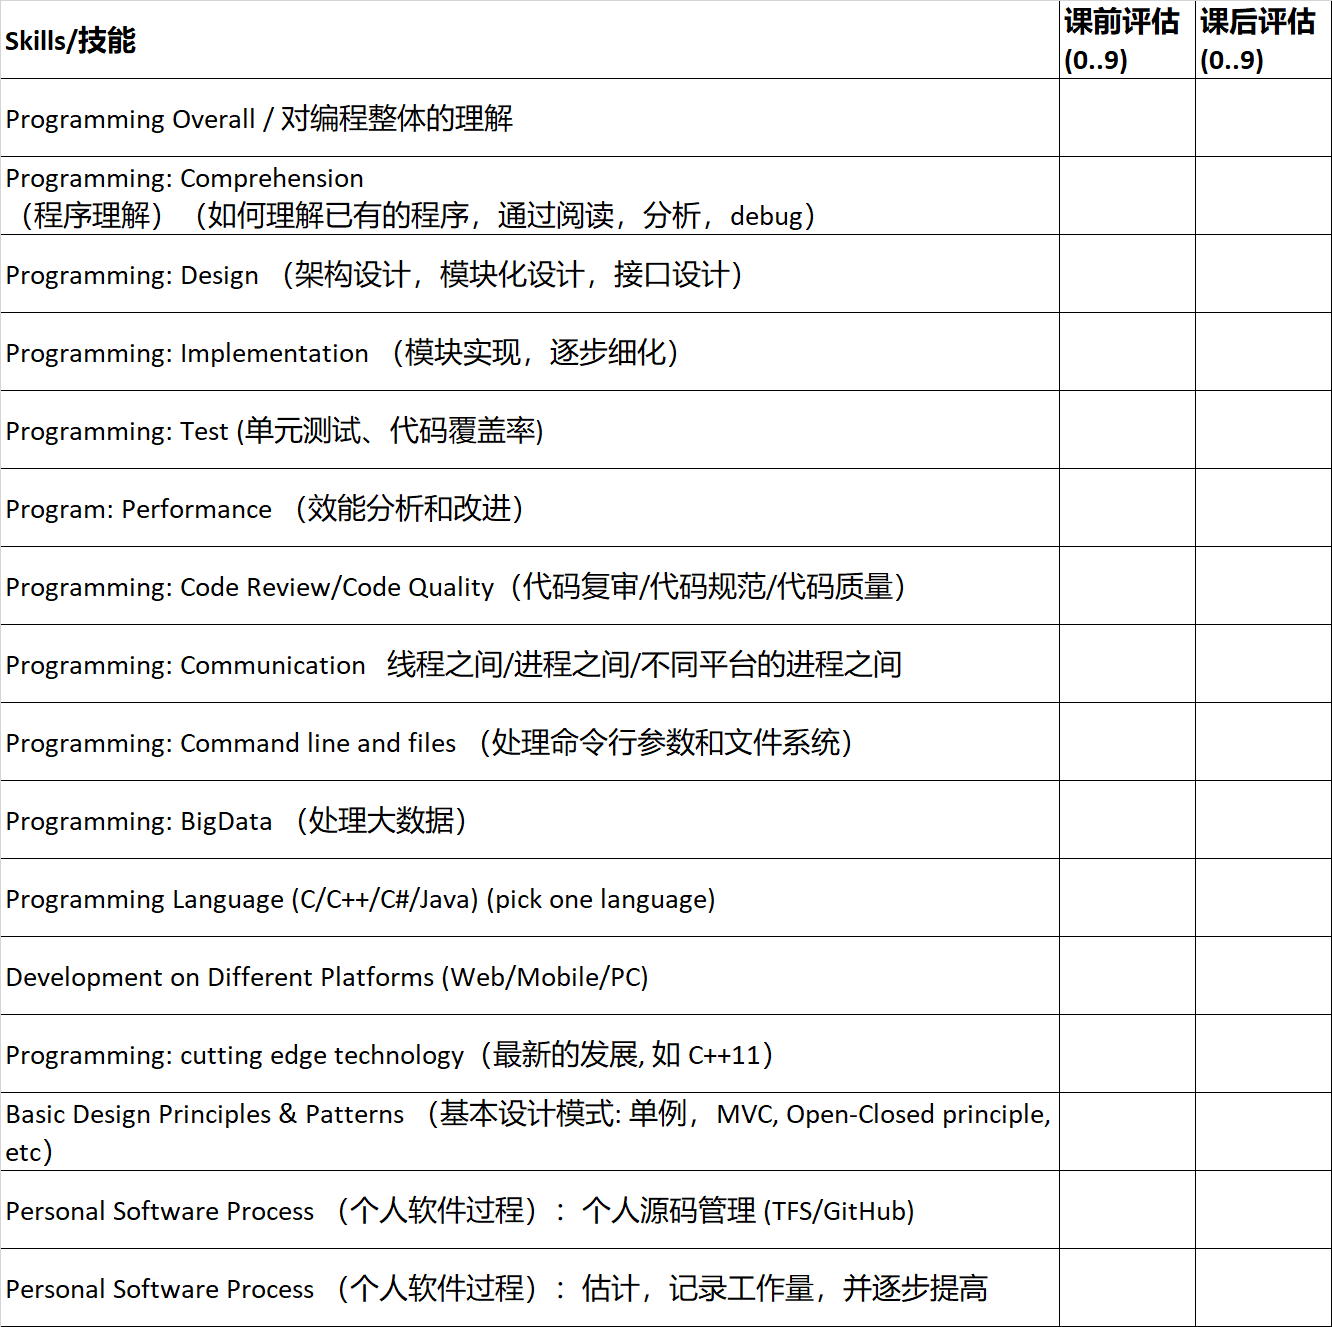 Skills/技能
课前评估
(0..9)
课后评估
(0..9)
Programming Overall / 对编程整体的理解
Programming: Comprehension
（程序理解）（如何理解已有的程序，通过阅读，分析，debug）
Programming: Design （架构设计，模块化设计，接口设计）
Programming: Implementation （模块实现，逐步细化）
Programming: Test (单元测试、代码覆盖率)
Program: Performance （效能分析和改进）
Programming: Code Review/Code Quality（代码复审/代码规范/代码质量）
Programming: Communication 线程之间/进程之间/不同平台的进程之间
Programming: Command line and files （处理命令行参数和文件系统）
Programming: BigData （处理大数据）
Programming Language (C/C++/C#/Java) (pick one language)
Development on Different Platforms (Web/Mobile/PC)
Programming: cutting edge technology（最新的发展, 如 C++11）
Basic Design Principles & Patterns （基本设计模式: 单例，MVC, Open-Closed principle,
etc）
Personal Software Process （个人软件过程）：个人源码管理 (TFS/GitHub)
Personal Software Process （个人软件过程）：估计，记录工作量，并逐步提高